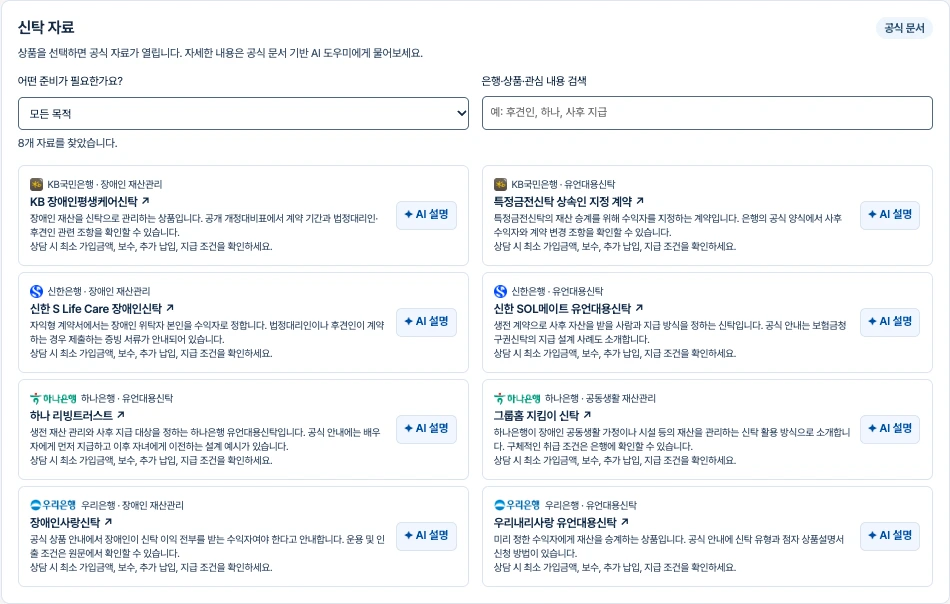 신탁 자료
공식 문서
상품을 선택하면 공식 자료가 열립니다. 자세한 내용은 공식 문서 기반 AI 도우미에게 물어보세요.
어떤 준비가 필요한가요?
은행·상품·관심 내용 검색
모든 목적
예: 후견인, 하나, 사후 지급
8개 자료를 찾았습니다.
KB국민은행 · 장애인 재산관리
KB 장애인평생케어신탁 ↗
장애인 재산을 신탁으로 관리하는 상품입니다. 공개 개정대비표에서 계약 기간과 법정대리인·
후견인 관련 조항을 확인할 수 있습니다.
상담 시 최소 가입금액, 보수, 추가 납입, 지급 조건을 확인하세요.
✦ AI 설명
KB국민은행 · 유언대용신탁
특정금전신탁 상속인 지정 계약 ↗
특정금전신탁의 재산 승계를 위해 수익자를 지정하는 계약입니다. 은행의 공식 양식에서 사후
수익자와 계약 변경 조항을 확인할 수 있습니다.
상담 시 최소 가입금액, 보수, 추가 납입, 지급 조건을 확인하세요.
✦ AI 설명
신한은행 · 장애인 재산관리
신한 S Life Care 장애인신탁 ↗
자익형 계약서에서는 장애인 위탁자 본인을 수익자로 정합니다. 법정대리인이나 후견인이 계약
하는 경우 제출하는 증빙 서류가 안내되어 있습니다.
상담 시 최소 가입금액, 보수, 추가 납입, 지급 조건을 확인하세요.
✦ AI 설명
신한은행 · 유언대용신탁
신한 SOL메이트 유언대용신탁 ↗
생전 계약으로 사후 자산을 받을 사람과 지급 방식을 정하는 신탁입니다. 공식 안내는 보험금청
구권신탁의 지급 설계 사례도 소개합니다.
상담 시 최소 가입금액, 보수, 추가 납입, 지급 조건을 확인하세요.
✦ AI 설명
하나은행 하나은행 · 유언대용신탁
하나 리빙트러스트 ↗
생전 재산 관리와 사후 지급 대상을 정하는 하나은행 유언대용신탁입니다. 공식 안내에는 배우
자에게 먼저 지급하고 이후 자녀에게 이전하는 설계 예시가 있습니다.
상담 시 최소 가입금액, 보수, 추가 납입, 지급 조건을 확인하세요.
✦ AI 설명
하나은행 하나은행 · 공동생활 재산관리
그룹홈 지킴이 신탁 ↗
하나은행이 장애인 공동생활 가정이나 시설 등의 재산을 관리하는 신탁 활용 방식으로 소개합니
다. 구체적인 취급 조건은 은행에 확인할 수 있습니다.
상담 시 최소 가입금액, 보수, 추가 납입, 지급 조건을 확인하세요.
✦ AI 설명
우리은행 우리은행 · 장애인 재산관리
장애인사랑신탁 ↗
공식 상품 안내에서 장애인이 신탁 이익 전부를 받는 수익자여야 한다고 안내합니다. 운용 및 인
출 조건은 원문에서 확인할 수 있습니다.
상담 시 최소 가입금액, 보수, 추가 납입, 지급 조건을 확인하세요.
✦ AI 설명
우리은행 우리은행 · 유언대용신탁
우리내리사랑 유언대용신탁 ↗
미리 정한 수익자에게 재산을 승계하는 상품입니다. 공식 안내에 신탁 유형과 점자 상품설명서
신청 방법이 있습니다.
상담 시 최소 가입금액, 보수, 추가 납입, 지급 조건을 확인하세요.
✦ AI 설명